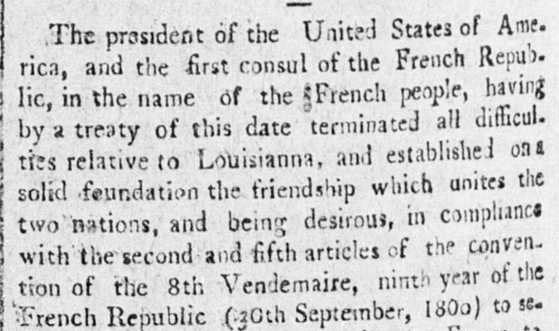 The president of the United States of Ame-
rica, and the first consul of the French Repub-
lic, in the name of the French people, having
by a treaty of this date terminated all difficul-
ties relative to Louisianna, and established on a
solid foundation the friendship which unites the
two nations, and being desirous, in compliance
with the second and fifth articles of the conven-
tion of the 8th Vendemaire, ninth year of the
French Republic (30th September, 1800) to se-